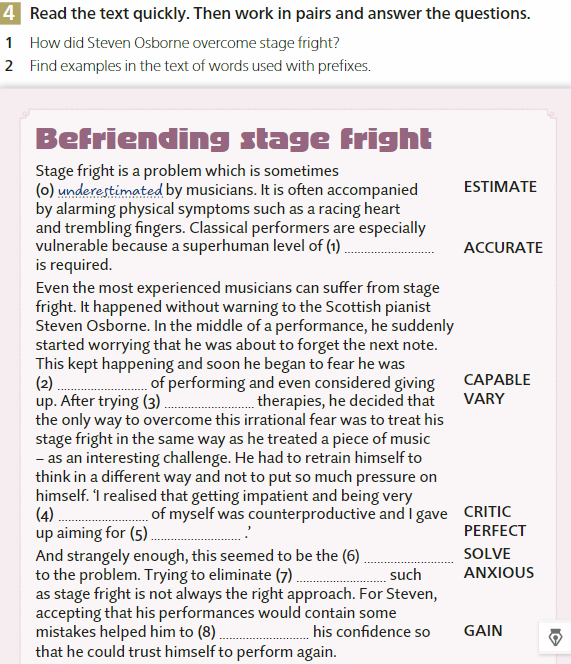 4 Read the text quickly. Then work in pairs and answer the questions.
1 How did Steven Osborne overcome stage fright?
2 Find examples in the text of words used with prefixes.
Befriending stage fright
Stage fright is a problem which is sometimes
(0) underestimated by musicians. It is often accompanied ESTIMATE
by alarming physical symptoms such as a racing heart
and trembling fingers. Classical performers are especially
vulnerable because a superhuman level of (1) .......................... ACCURATE
is required.
Even the most experienced musicians can suffer from stage
fright. It happened without warning to the Scottish pianist
Steven Osborne. In the middle of a performance, he suddenly
started worrying that he was about to forget the next note.
This kept happening and soon he began to fear he was
(2) .......................... of performing and even considered giving CAPABLE
up. After trying (3) .......................... therapies, he decided that VARY
the only way to overcome this irrational fear was to treat his
stage fright in the same way as he treated a piece of music
– as an interesting challenge. He had to retrain himself to
think in a different way and not to put so much pressure on
himself. ‘I realised that getting impatient and being very
(4) .......................... of myself was counterproductive and I gave CRITIC
up aiming for (5) .......................... .’ PERFECT
And strangely enough, this seemed to be the (6) .......................... SOLVE
to the problem. Trying to eliminate (7) .......................... such ANXIOUS
as stage fright is not always the right approach. For Steven,
accepting that his performances would contain some
mistakes helped him to (8) .......................... his confidence so GAIN
that he could trust himself to perform again.